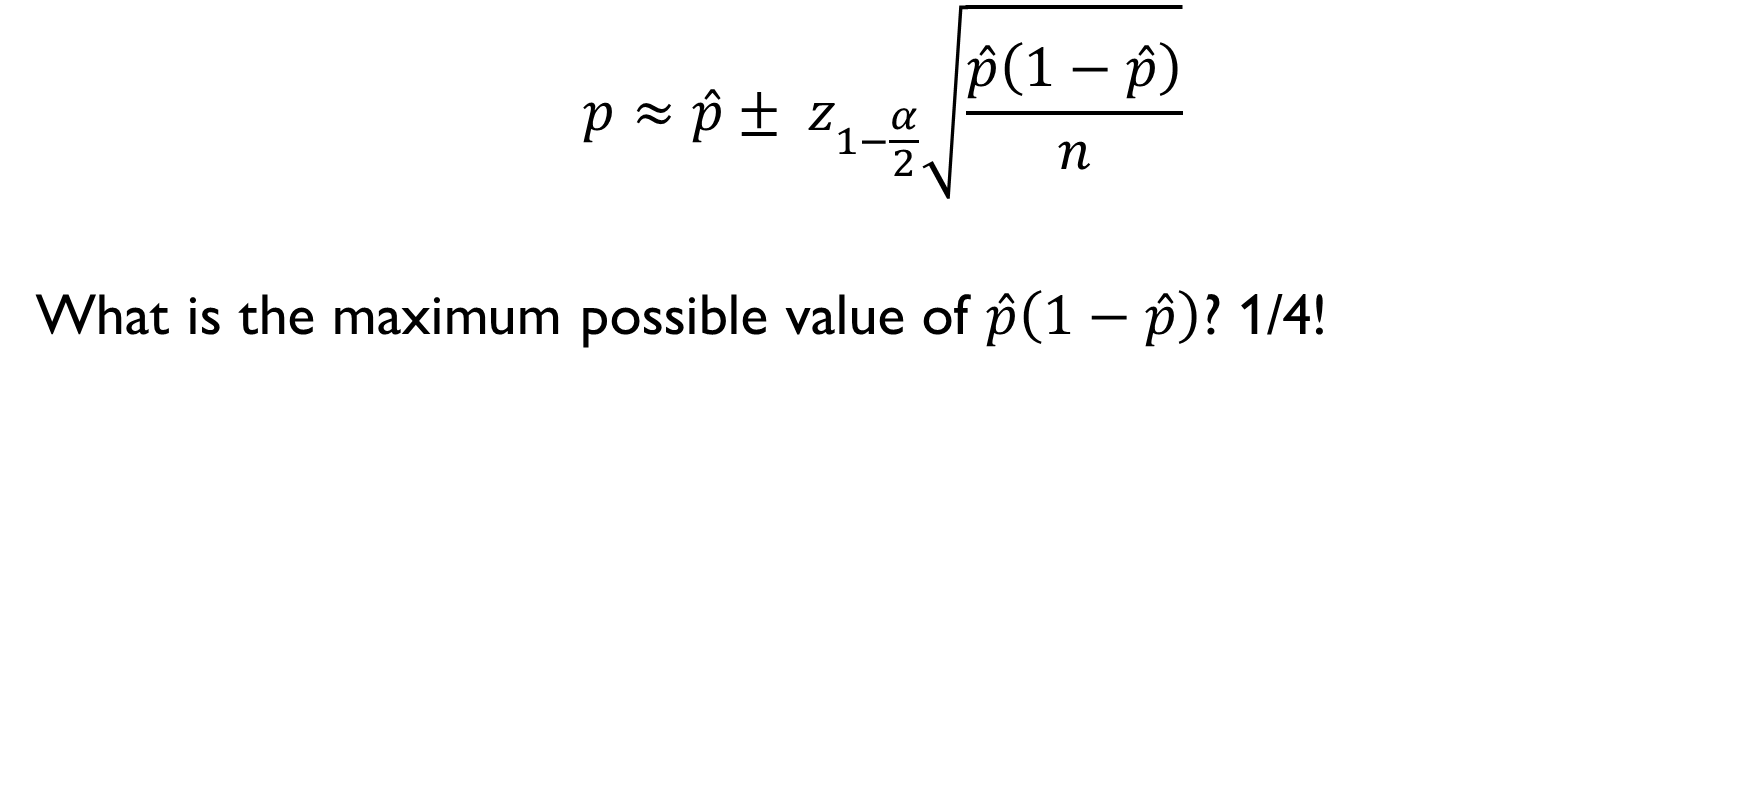 p ≈ p̂ ± z_{1−α/2} √(p̂(1 − p̂)/n)
What is the maximum possible value of p̂(1 − p̂)? 1/4!